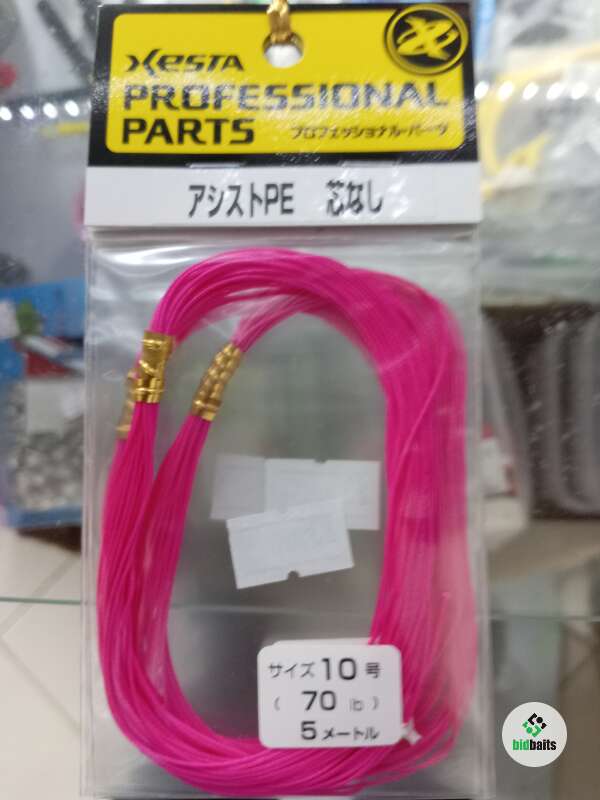 XESTA
PROFESSIONAL
PARTS プロフェッショナル・パーツ
アシストPE 芯なし
サイズ 10 号
( 70 lb )
5 メートル
bidbaits